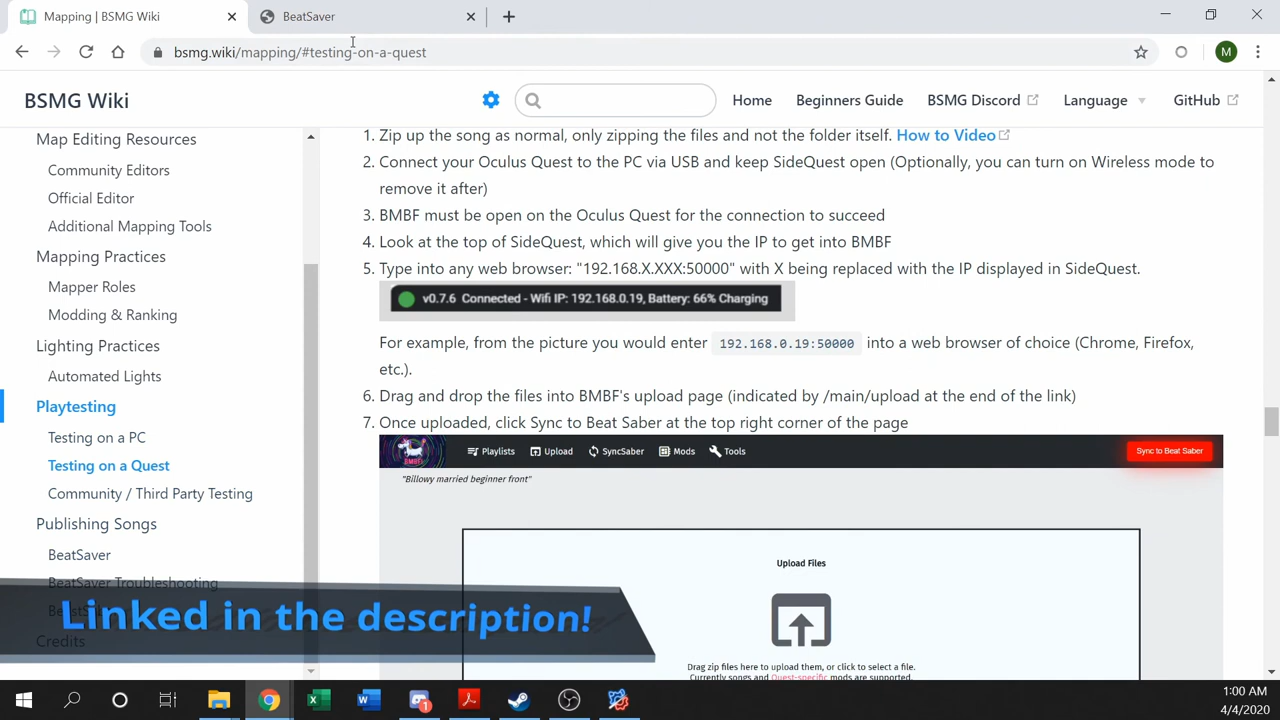 Mapping | BSMG Wiki
BeatSaver
bsmg.wiki/mapping/#testing-on-a-quest
M
BSMG Wiki
Home
Beginners Guide
BSMG Discord
Language
GitHub
Map Editing Resources
Community Editors
Official Editor
Additional Mapping Tools
Mapping Practices
Mapper Roles
Modding & Ranking
Lighting Practices
Automated Lights
Playtesting
Testing on a PC
Testing on a Quest
Community / Third Party Testing
Publishing Songs
BeatSaver
BeatSaver Troubleshooting
Credits
1. Zip up the song as normal, only zipping the files and not the folder itself. How to Video
2. Connect your Oculus Quest to the PC via USB and keep SideQuest open (Optionally, you can turn on Wireless mode to
remove it after)
3. BMBF must be open on the Oculus Quest for the connection to succeed
4. Look at the top of SideQuest, which will give you the IP to get into BMBF
5. Type into any web browser: "192.168.X.XXX:50000" with X being replaced with the IP displayed in SideQuest.
v0.7.6 Connected - Wifi IP: 192.168.0.19, Battery: 66% Charging
For example, from the picture you would enter 192.168.0.19:50000 into a web browser of choice (Chrome, Firefox,
etc.).
6. Drag and drop the files into BMBF's upload page (indicated by /main/upload at the end of the link)
7. Once uploaded, click Sync to Beat Saber at the top right corner of the page
BMBF
Playlists
Upload
SyncSaber
Mods
Tools
Sync to Beat Saber
"Billowy married beginner front"
Upload Files
Drag zip files here to upload them, or click to select a file.
Currently songs and Quest-specific mods are supported.
Linked in the description!
1
1:00 AM
4/4/2020